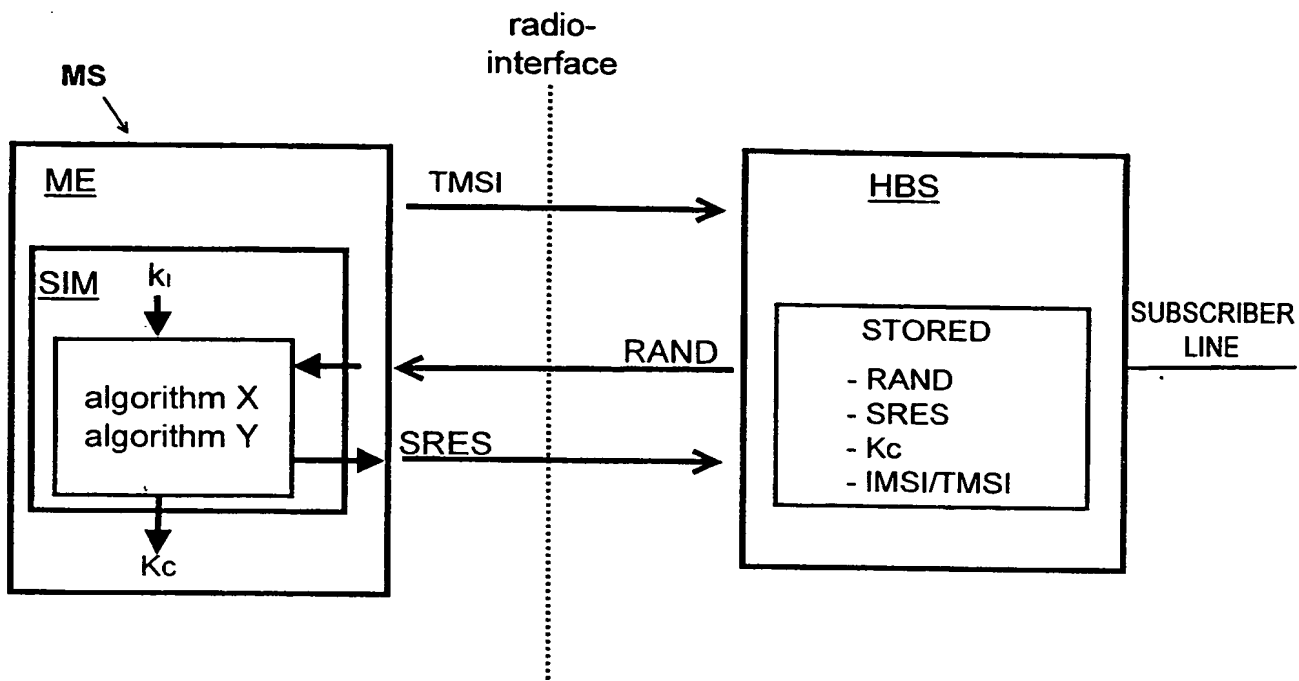 radio-
interface
MS
ME
TMSI
HBS
SIM
kI
STORED
SUBSCRIBER
LINE
RAND
- RAND
algorithm X
- SRES
algorithm Y
SRES
- Kc
- IMSI/TMSI
Kc